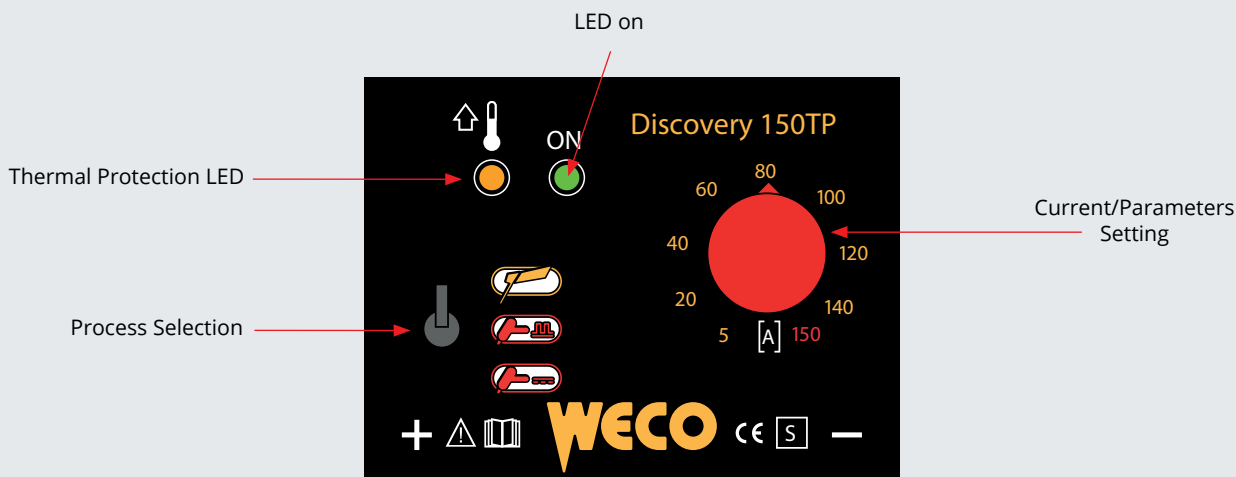 LED on
ON
Discovery 150TP
Thermal Protection LED
80
60
100
Current/Parameters
Setting
40
120
20
140
5
[A]
150
Process Selection
WECO
CE
S